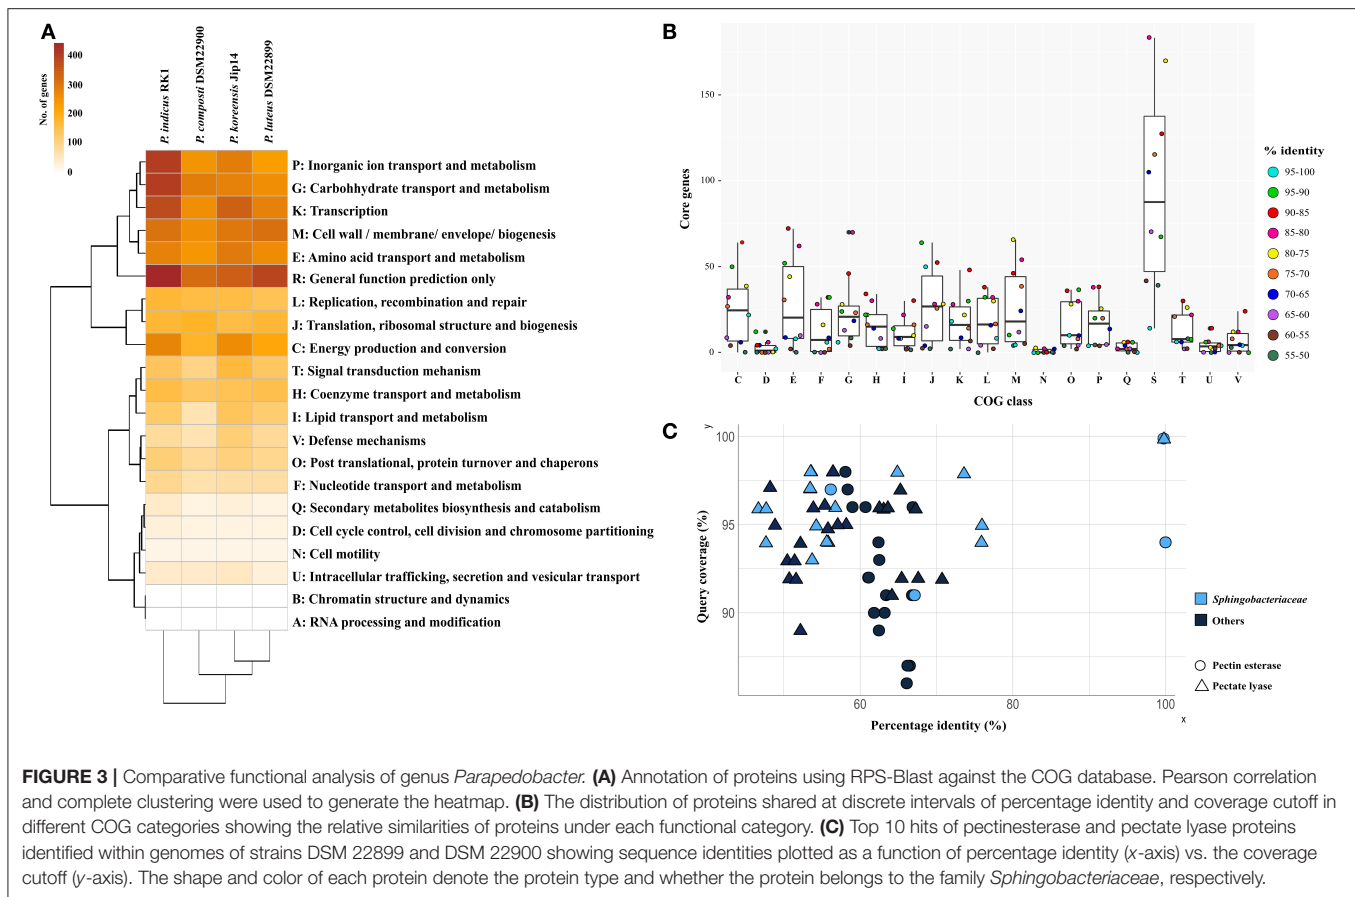 A
B
No. of genes
400
300
200
100
0
P. indicus RK1
P. composti DSM22900
P. koreensis Jip14
P. luteus DSM22899
P: Inorganic ion transport and metabolism
G: Carbohhydrate transport and metabolism
K: Transcription
M: Cell wall / membrane/ envelope/ biogenesis
E: Amino acid transport and metabolism
R: General function prediction only
L: Replication, recombination and repair
J: Translation, ribosomal structure and biogenesis
C: Energy production and conversion
T: Signal transduction mehanism
H: Coenzyme transport and metabolism
I: Lipid transport and metabolism
V: Defense mechanisms
O: Post translational, protein turnover and chaperons
F: Nucleotide transport and metabolism
Q: Secondary metabolites biosynthesis and catabolism
D: Cell cycle control, cell division and chromosome partitioning
N: Cell motility
U: Intracellular trafficking, secretion and vesicular transport
B: Chromatin structure and dynamics
A: RNA processing and modification
Core genes
150
100
50
0
C D E F G H I J K L M N O P Q S T U V
COG class
% identity
95-100
95-90
90-85
85-80
80-75
75-70
70-65
65-60
60-55
55-50
C
y
Query coverage (%)
100
95
90
60 80 100
x
Percentage identity (%)
Sphingobacteriaceae
Others
Pectin esterase
Pectate lyase
FIGURE 3 | Comparative functional analysis of genus Parapedobacter. (A) Annotation of proteins using RPS-Blast against the COG database. Pearson correlation
and complete clustering were used to generate the heatmap. (B) The distribution of proteins shared at discrete intervals of percentage identity and coverage cutoff in
different COG categories showing the relative similarities of proteins under each functional category. (C) Top 10 hits of pectinesterase and pectate lyase proteins
identified within genomes of strains DSM 22899 and DSM 22900 showing sequence identities plotted as a function of percentage identity (x-axis) vs. the coverage
cutoff (y-axis). The shape and color of each protein denote the protein type and whether the protein belongs to the family Sphingobacteriaceae, respectively.